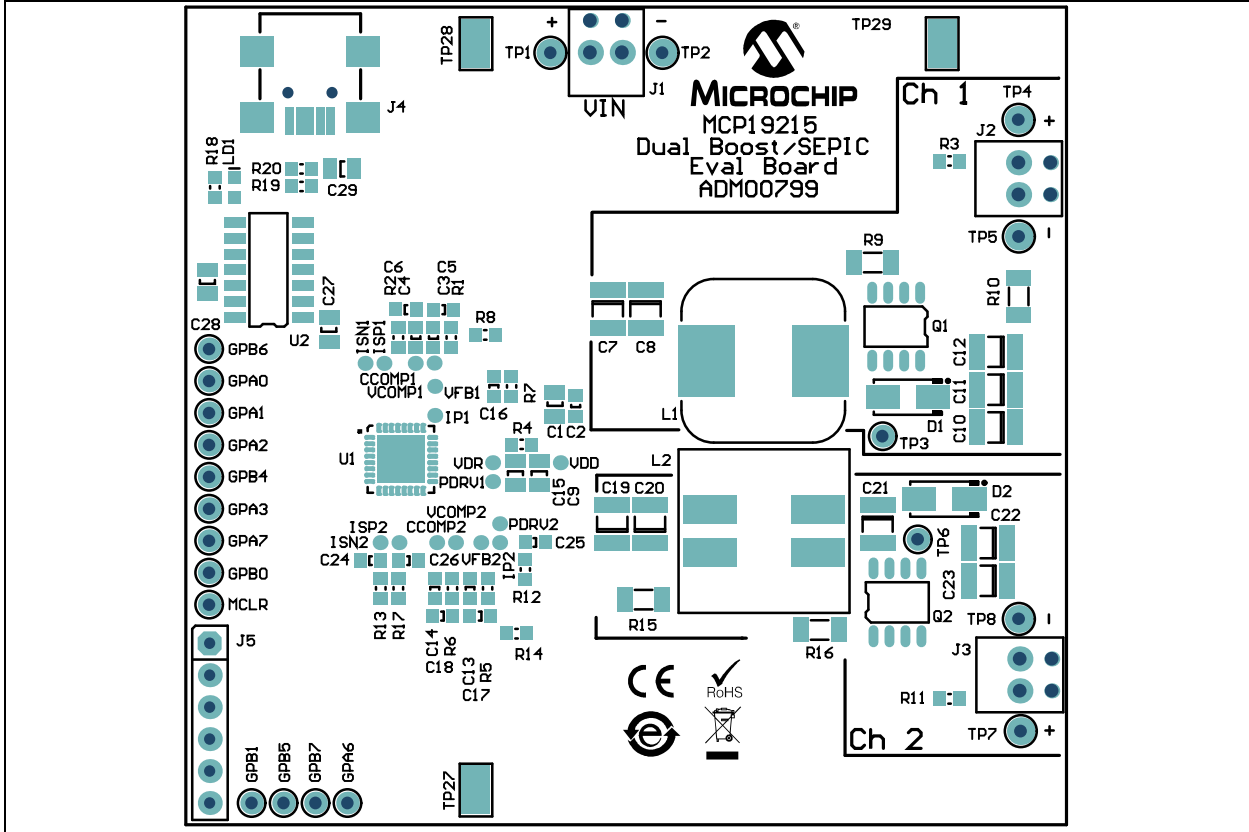 TP28
TP1
+
-
TP2
J1
VIN
TP29
®
MICROCHIP
MCP19215
Dual Boost/SEPIC
Eval Board
ADM00799
J4
R18
LD1
R20
R19
C29
Ch 1
TP4
+
J2
R3
TP5
-
R9
R10
Q1
C12
C11
C10
D1
TP3
C28
U2
C27
C6
R2
C4
C5
C3
R1
R8
ISN1
ISP1
CCOMP1
VCOMP1
VFB1
IP1
C16
R7
C1
C2
C7
C8
L1
GPB6
GPA0
GPA1
GPA2
GPB4
GPA3
GPA7
GPB0
MCLR
J5
U1
R4
VDR
VDD
PDRV1
C15
C9
VCOMP2
CCOMP2
ISP2
ISN2
PDRV2
C24
C26
VFB2
IP2
C25
R12
R13
R17
C14
C18
R6
C13
C17
R5
R14
L2
C19
C20
R15
R16
C21
D2
C22
TP6
C23
Q2
TP8
-
J3
R11
TP7
+
Ch 2
CE
RoHS
e
GPB1
GPB5
GPB7
GPA6
TP27